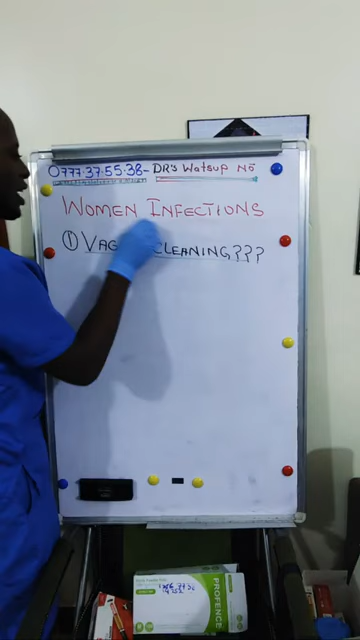 0777·37·55·38- DR's Watsup No
WOMEN INFECTIONS
① VAG CLEANING???
PROFENCE